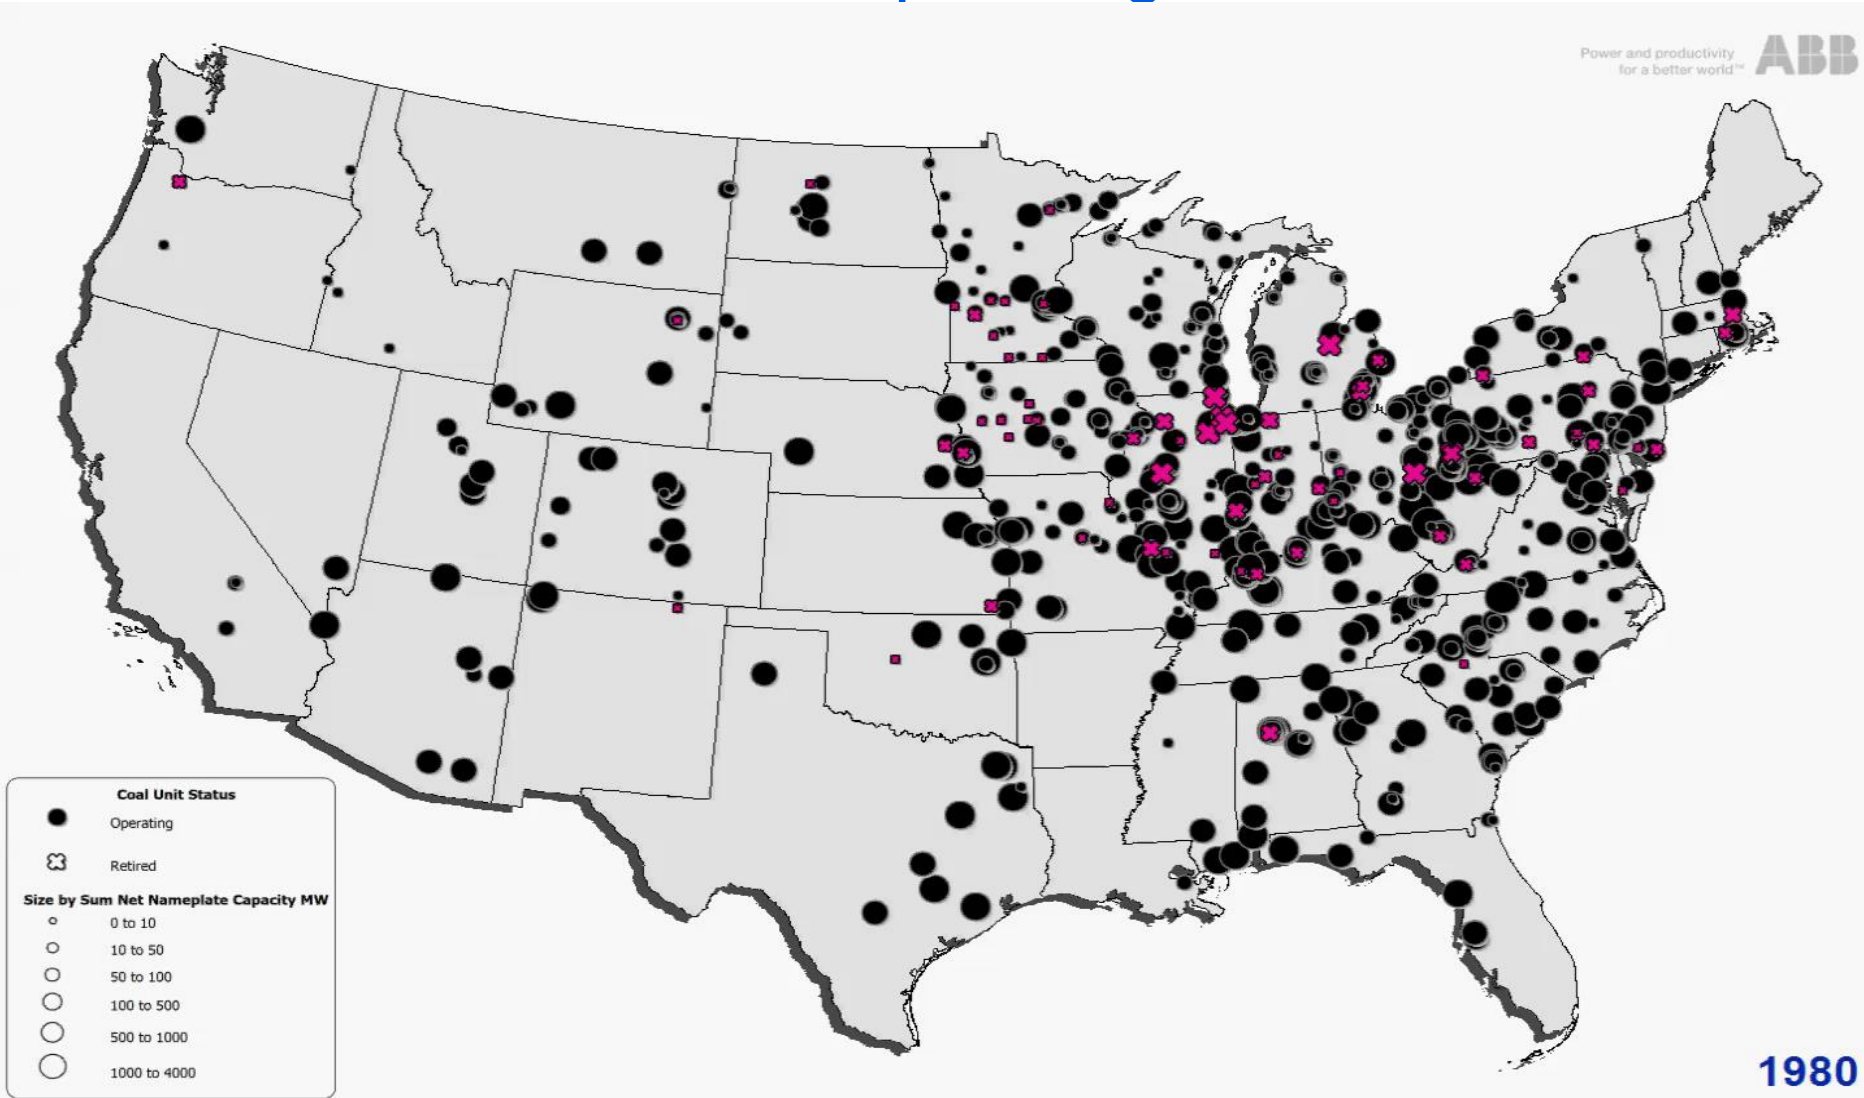 Power and productivity
for a better world™
ABB
Coal Unit Status
Operating
Retired
Size by Sum Net Nameplate Capacity MW
0 to 10
10 to 50
50 to 100
100 to 500
500 to 1000
1000 to 4000
1980